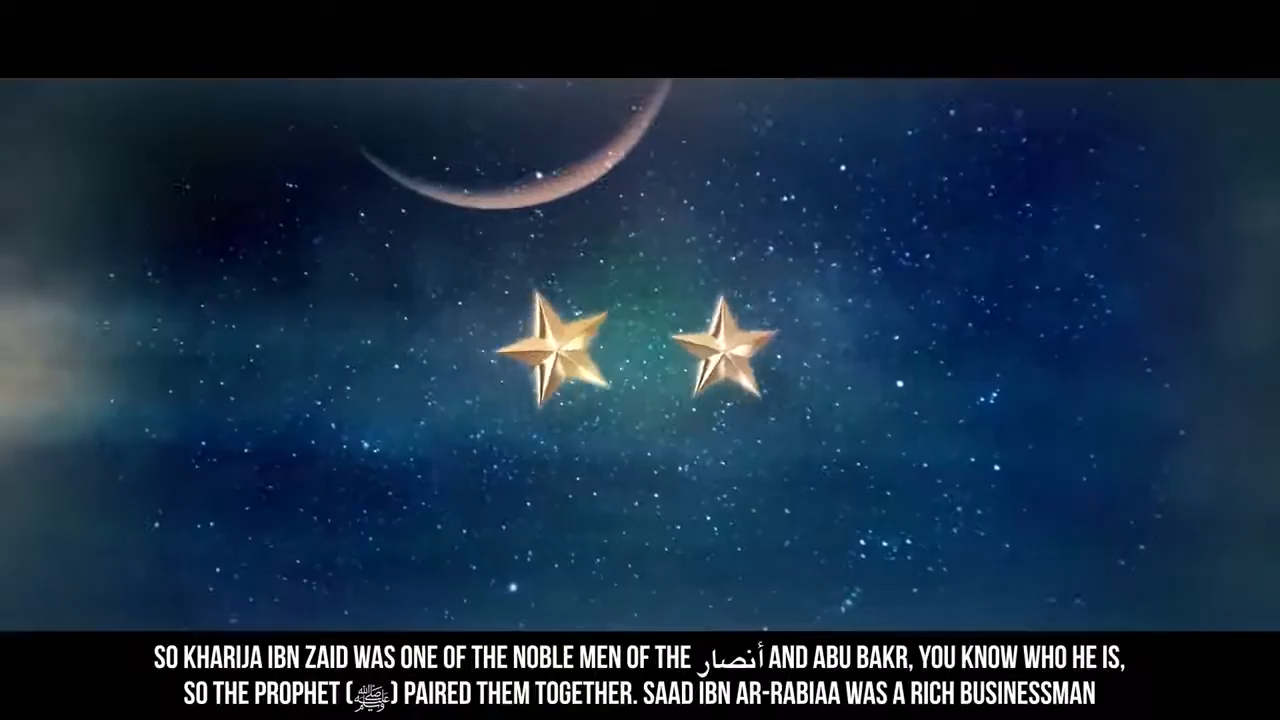 SO KHARIJA IBN ZAID WAS ONE OF THE NOBLE MEN OF THE أنصار AND ABU BAKR, YOU KNOW WHO HE IS,
SO THE PROPHET (ﷺ) PAIRED THEM TOGETHER. SAAD IBN AR-RABIAA WAS A RICH BUSINESSMAN